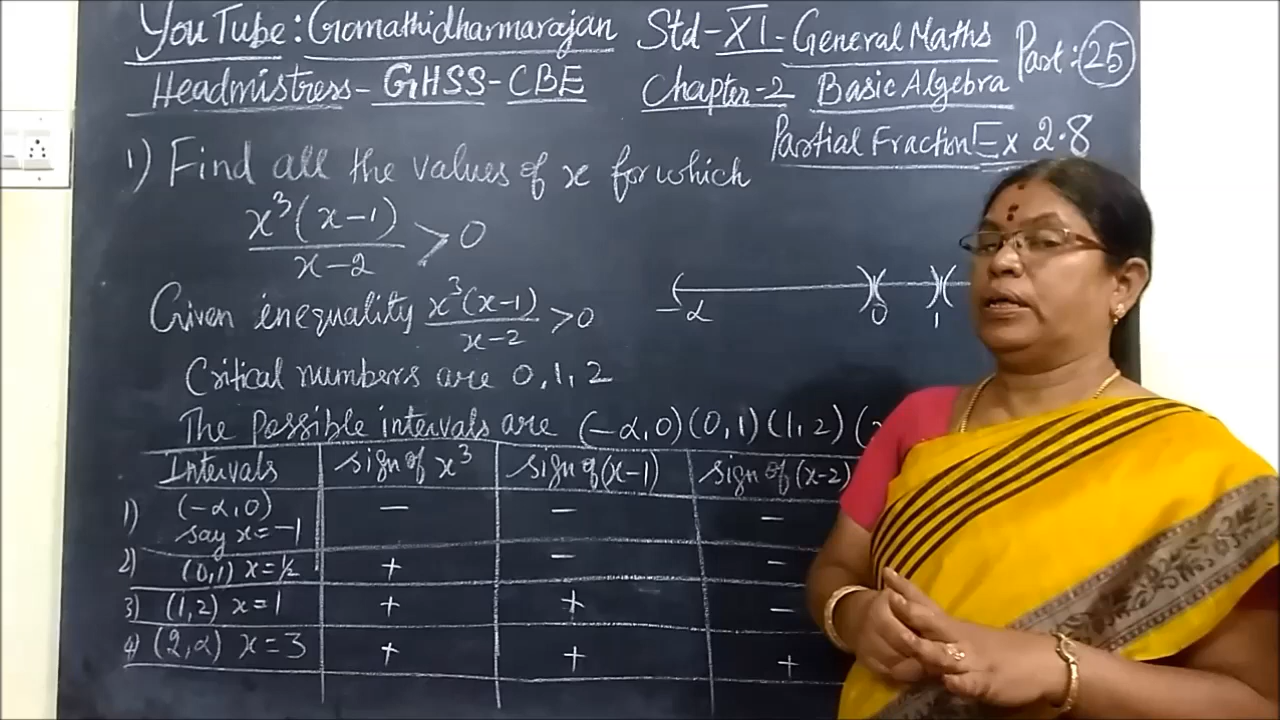 YouTube: Gomathidharmarajan Std-XI-General Maths Part: 25
Headmistress-GHSS-CBE Chapter-2 Basic Algebra
Partial Fraction Ex 2.8
1) Find all the values of x for which
x³(x-1)/x-2 > 0
Given inequality x³(x-1)/x-2 > 0
-α 0 1
Critical numbers are 0, 1, 2
The possible intervals are (-α, 0) (0, 1) (1, 2) (
Intervals sign of x³ sign of (x-1) sign of (x-2)
1) (-α, 0) - - -
say x = -1
2) (0,1) x = ½ + - -
3) (1,2) x = 1 + + -
4) (2, α) x = 3 + + +